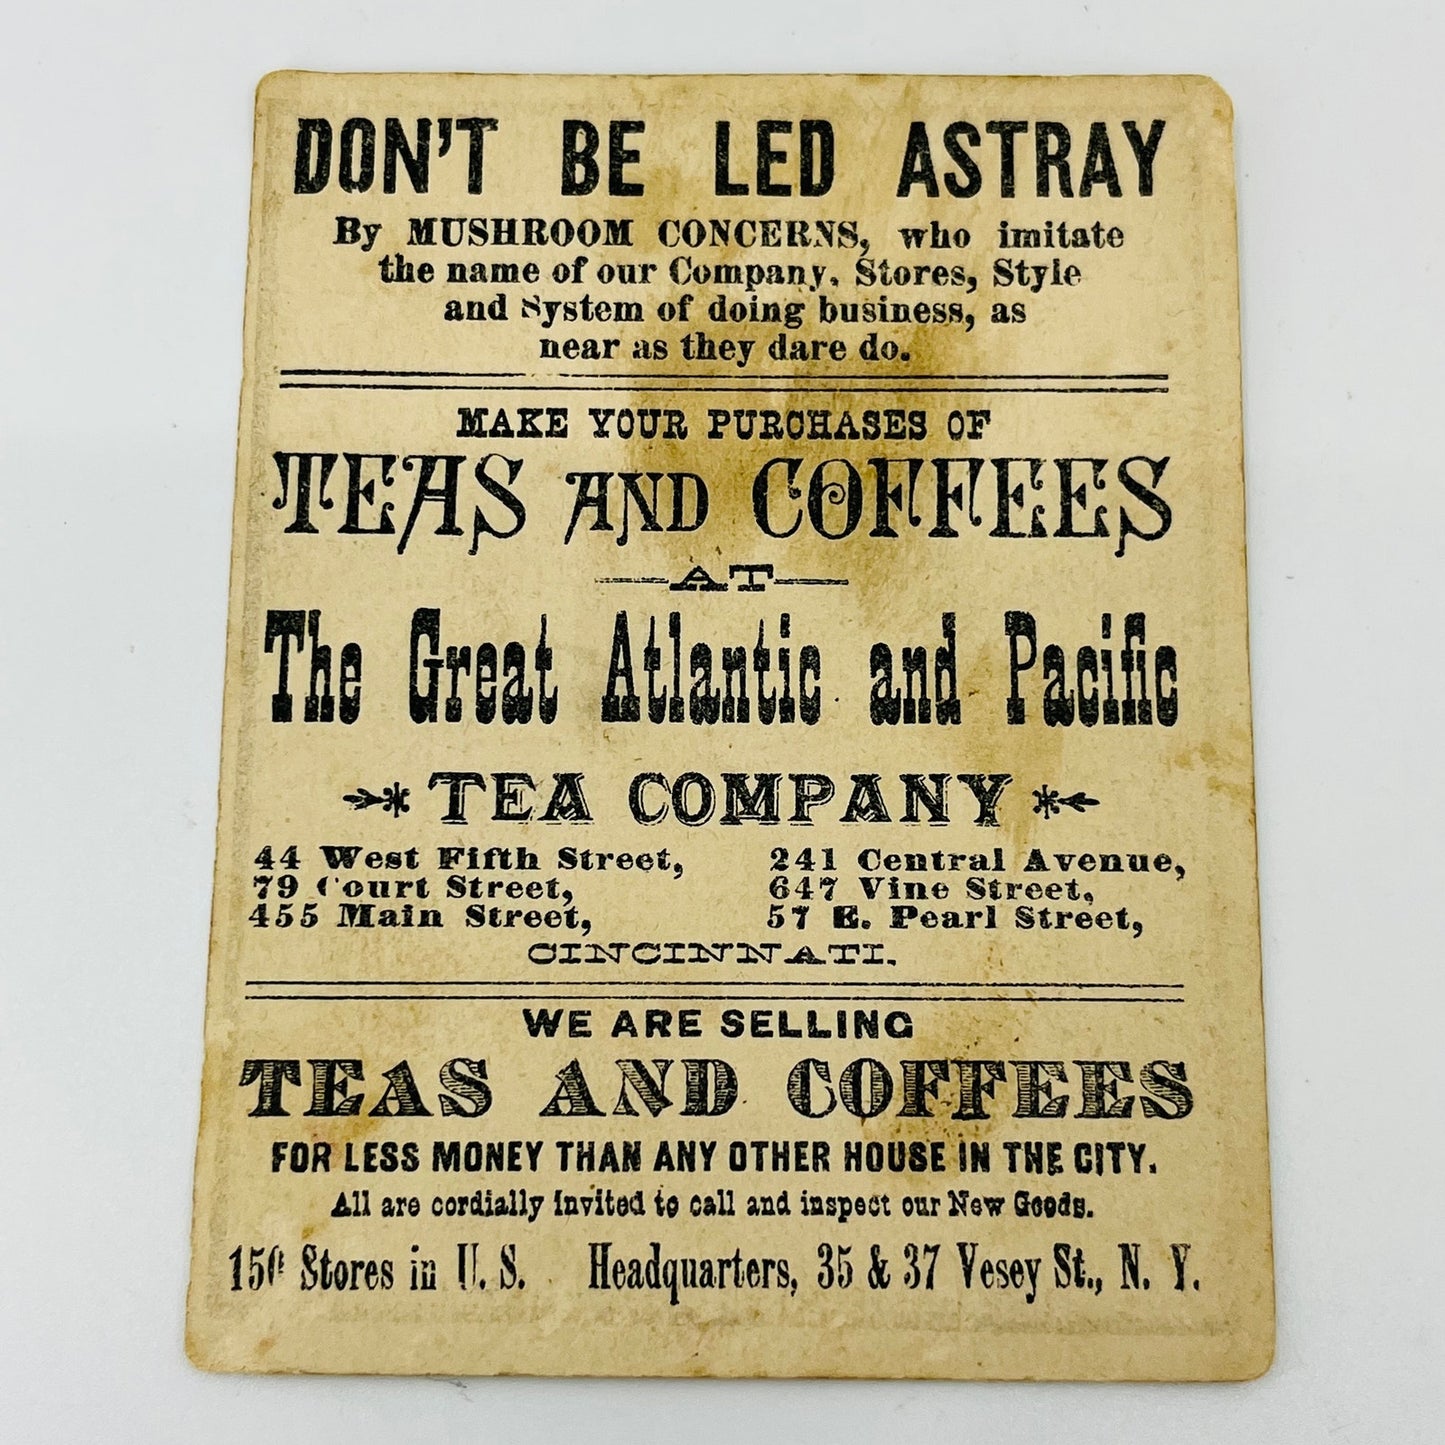 DON'T BE LED ASTRAY
By MUSHROOM CONCERNS, who imitate
the name of our Company, Stores, Style
and System of doing business, as
near as they dare do.
MAKE YOUR PURCHASES OF
TEAS AND COFFEES
AT
The Great Atlantic and Pacific
TEA COMPANY
44 West Fifth Street, 241 Central Avenue,
79 Court Street, 647 Vine Street,
455 Main Street, 57 E. Pearl Street,
CINCINNATI.
WE ARE SELLING
TEAS AND COFFEES
FOR LESS MONEY THAN ANY OTHER HOUSE IN THE CITY.
All are cordially invited to call and inspect our New Goods.
150 Stores in U. S. Headquarters, 35 & 37 Vesey St., N. Y.